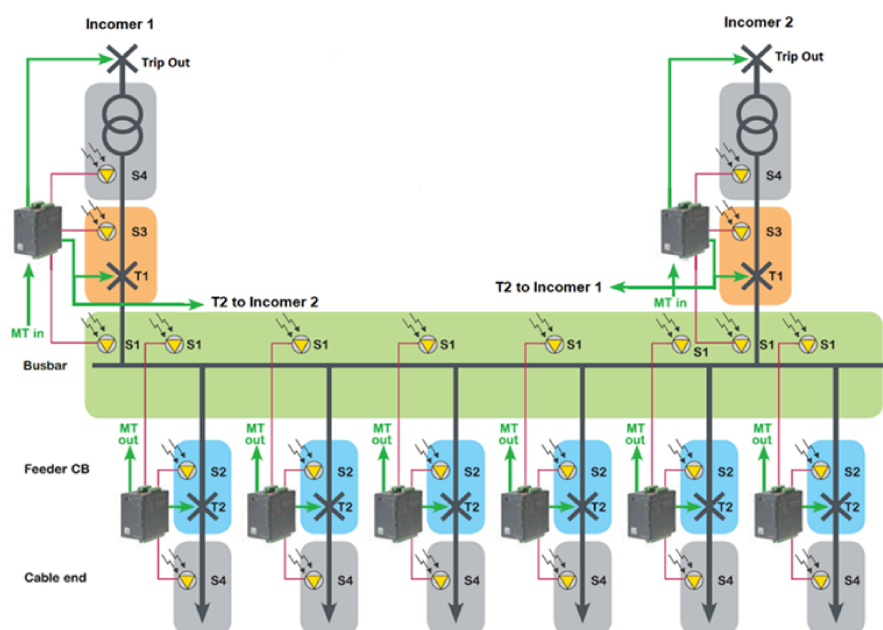 Incomer 1
Incomer 2
Trip Out
Trip Out
S4
S4
S3
S3
T1
T1
T2 to Incomer 2
T2 to Incomer 1
MT in
MT in
S1
S1
S1
S1
S1
S1
S1
S1
Busbar
MT
out
MT
out
MT
out
MT
out
MT
out
MT
out
Feeder CB
S2
S2
S2
S2
S2
S2
T2
T2
T2
T2
T2
T2
Cable end
S4
S4
S4
S4
S4
S4